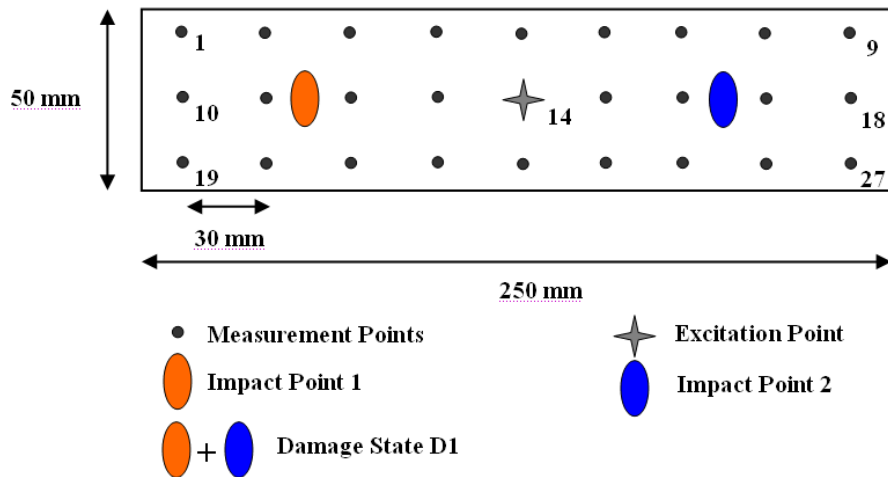 1
9
50 mm
10
14
18
19
27
30 mm
250 mm
Measurement Points
Excitation Point
Impact Point 1
Impact Point 2
+
Damage State D1